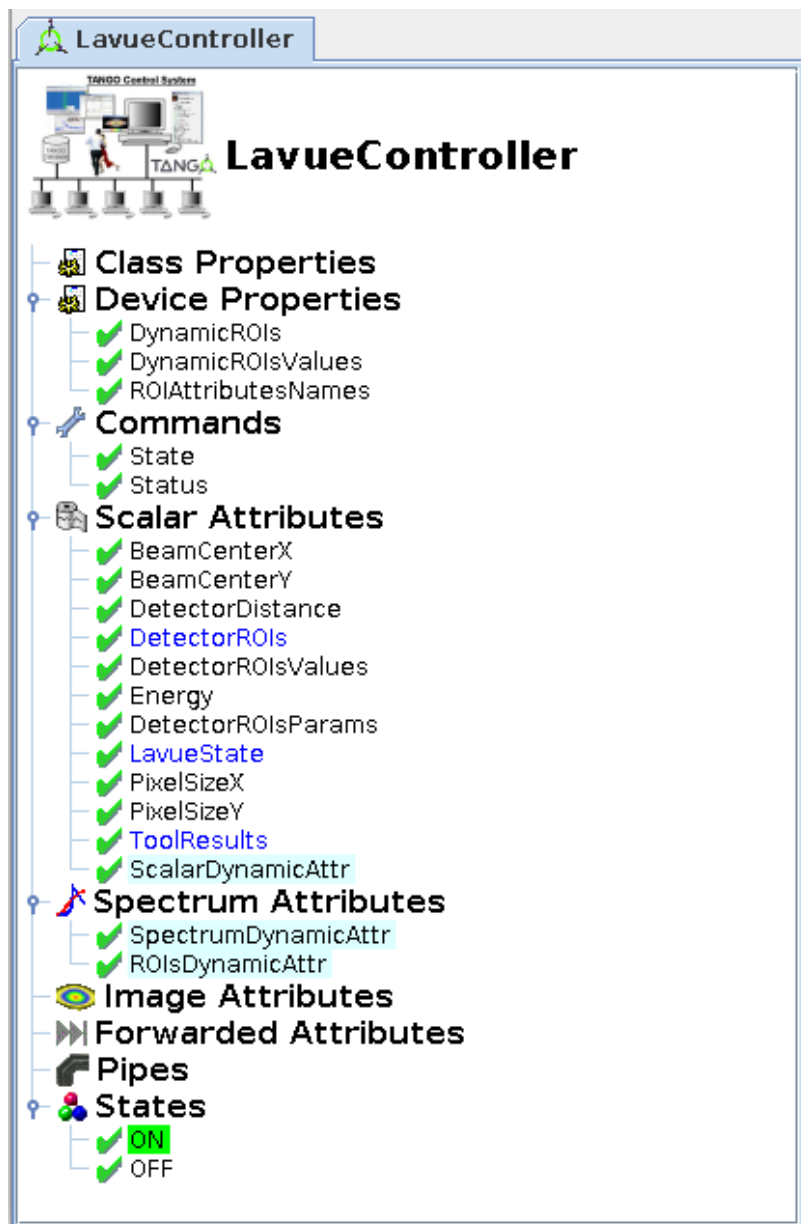 LavueController
TANGO Control System
TANGO
LavueController
Class Properties
Device Properties
DynamicROIs
DynamicROIsValues
ROIAttributesNames
Commands
State
Status
Scalar Attributes
BeamCenterX
BeamCenterY
DetectorDistance
DetectorROIs
DetectorROIsValues
Energy
DetectorROIsParams
LavueState
PixelSizeX
PixelSizeY
ToolResults
ScalarDynamicAttr
Spectrum Attributes
SpectrumDynamicAttr
ROIsDynamicAttr
Image Attributes
Forwarded Attributes
Pipes
States
ON
OFF